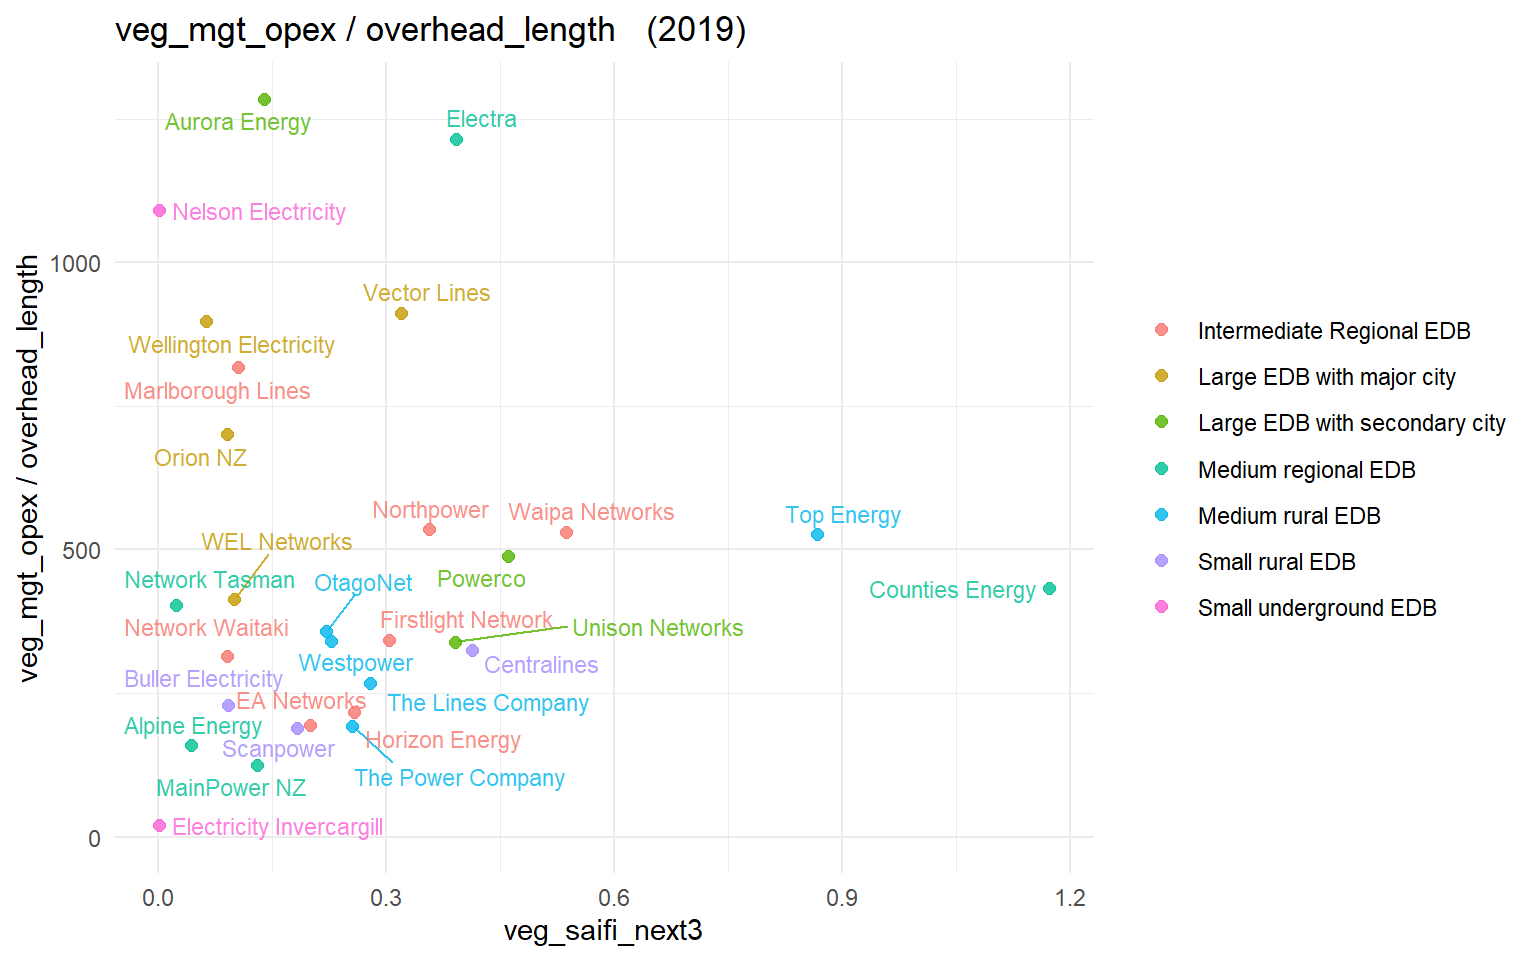 veg_mgt_opex / overhead_length (2019)
veg_mgt_opex / overhead_length
1000
500
0
Aurora Energy
Electra
Nelson Electricity
Vector Lines
Wellington Electricity
Marlborough Lines
Orion NZ
Northpower
Waipa Networks
Top Energy
WEL Networks
Network Tasman
OtagoNet
Powerco
Counties Energy
Firstlight Network
Network Waitaki
Unison Networks
Westpower
Centralines
Buller Electricity
EA Networks
The Lines Company
Alpine Energy
Horizon Energy
Scanpower
The Power Company
MainPower NZ
Electricity Invercargill
0.0
0.3
0.6
0.9
1.2
veg_saifi_next3
Intermediate Regional EDB
Large EDB with major city
Large EDB with secondary city
Medium regional EDB
Medium rural EDB
Small rural EDB
Small underground EDB